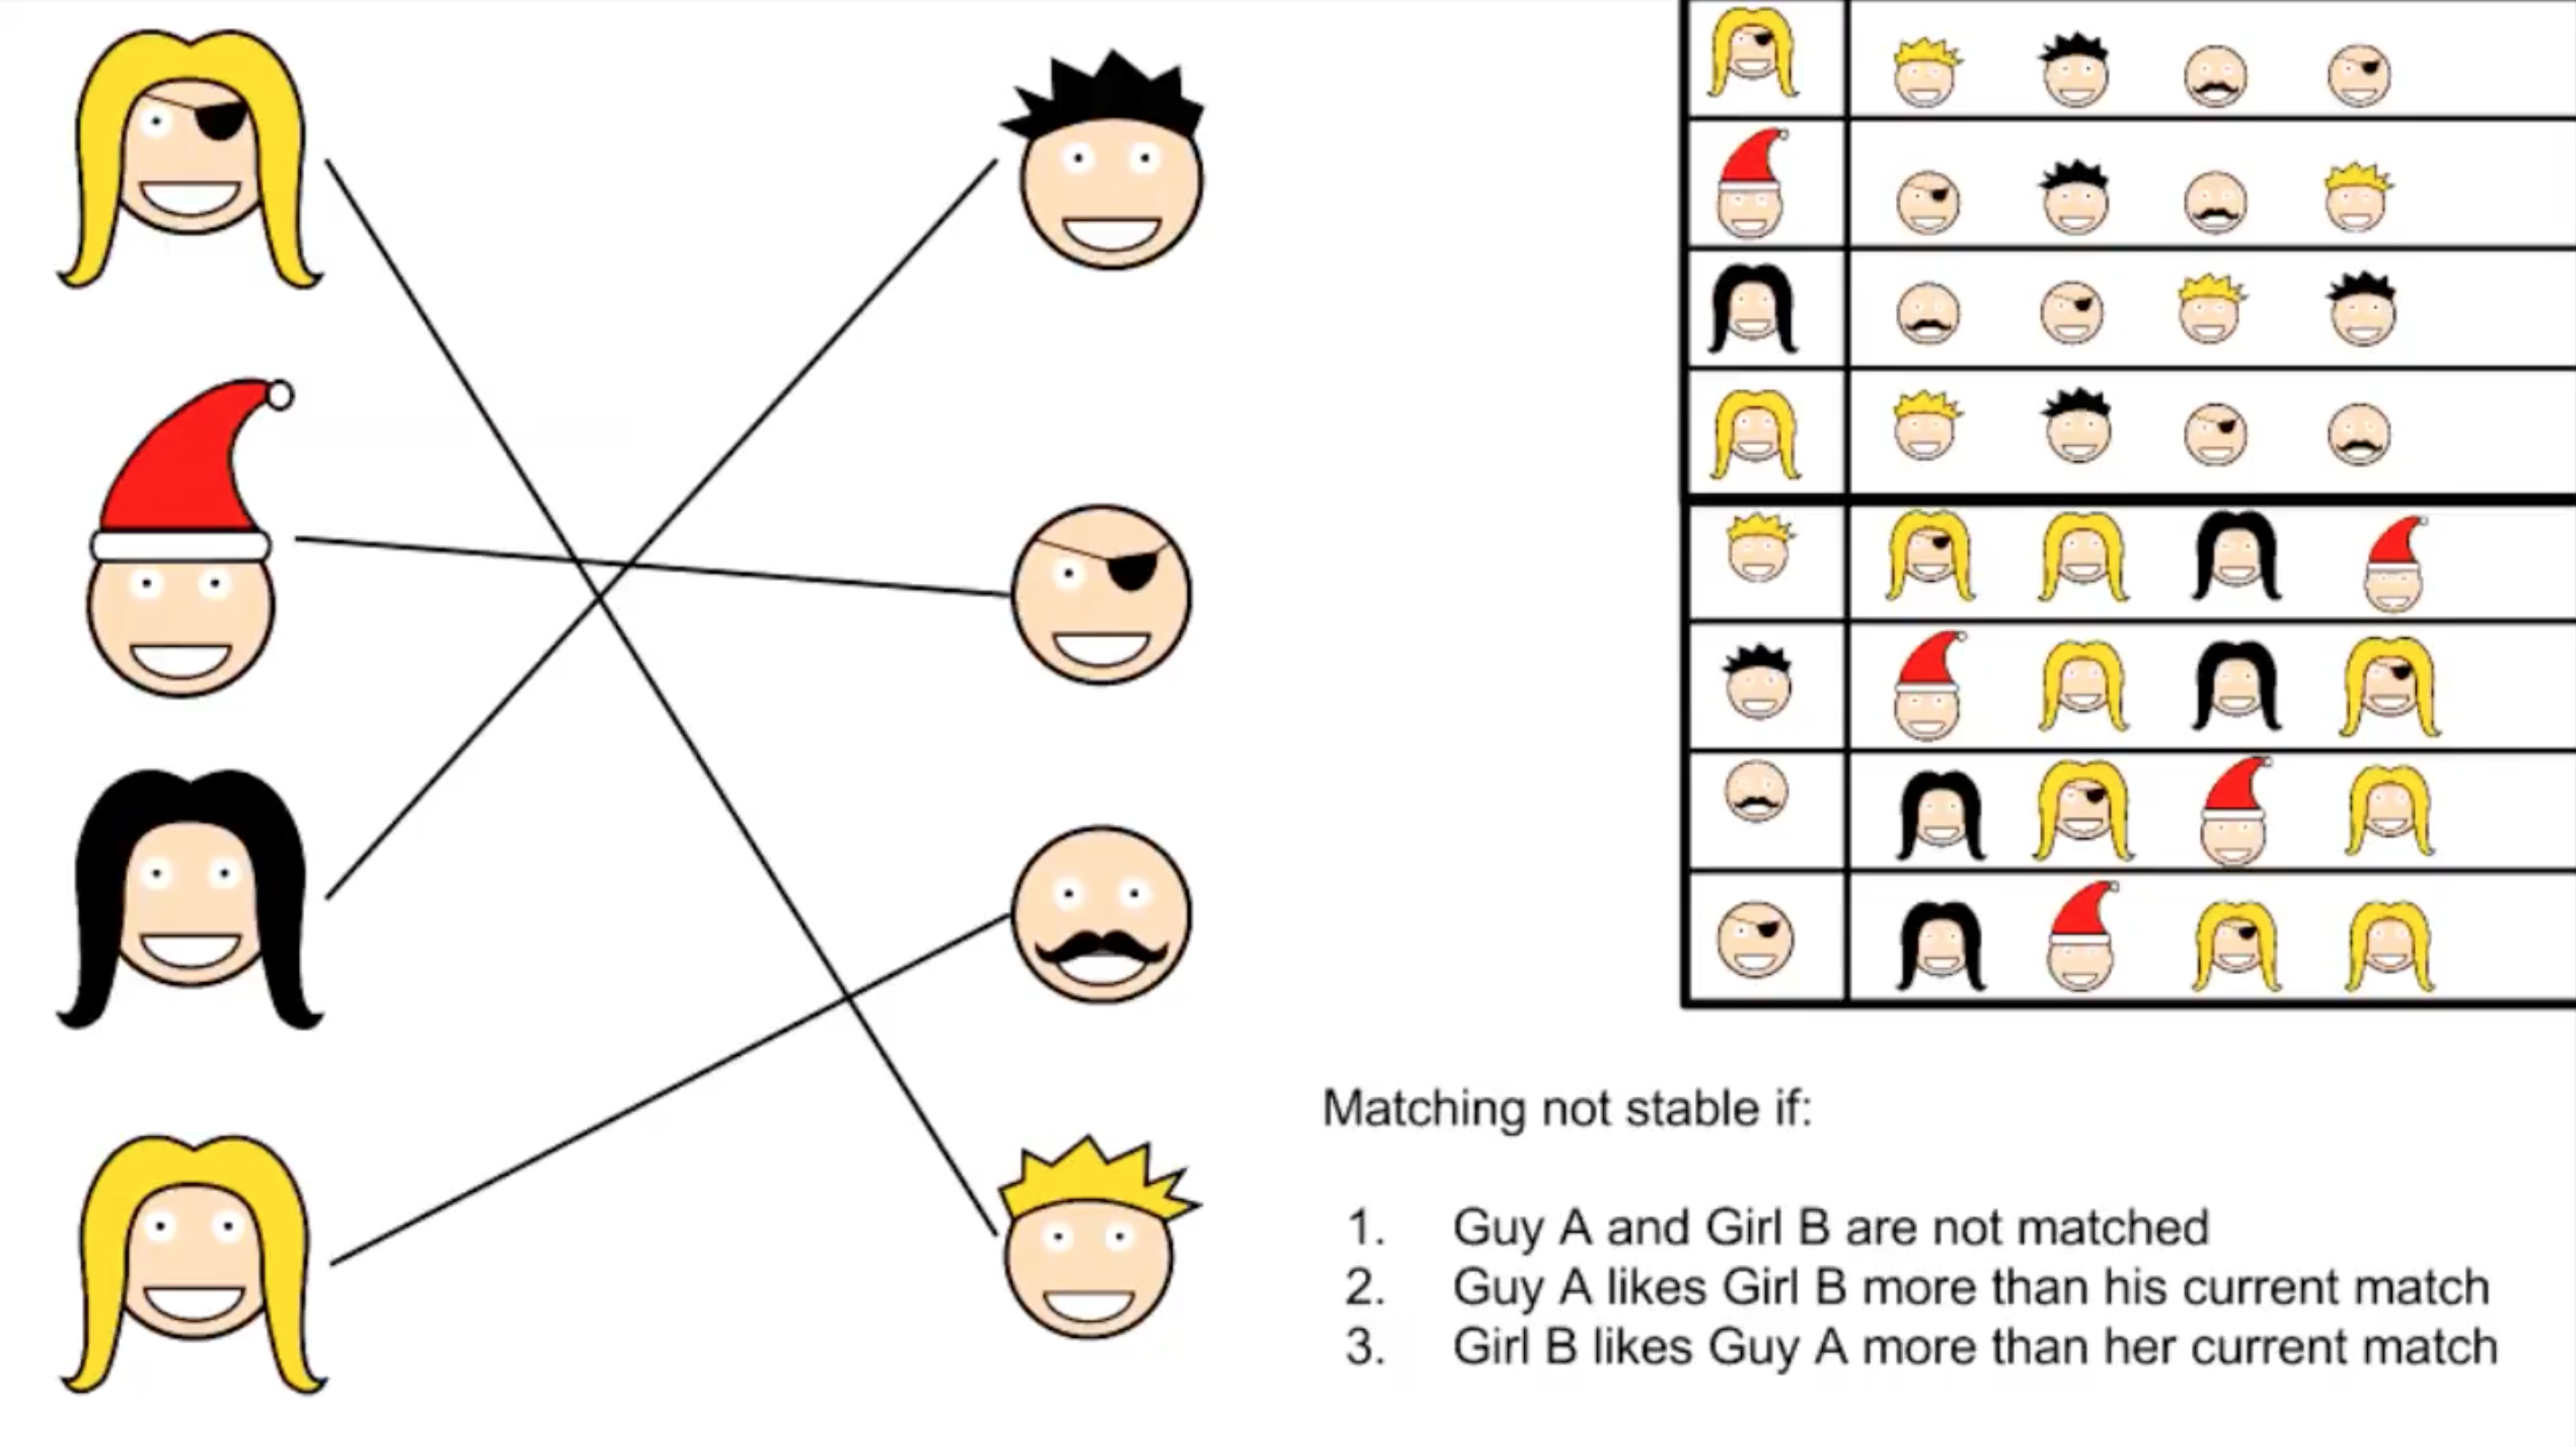 Matching not stable if:
1. Guy A and Girl B are not matched
2. Guy A likes Girl B more than his current match
3. Girl B likes Guy A more than her current match